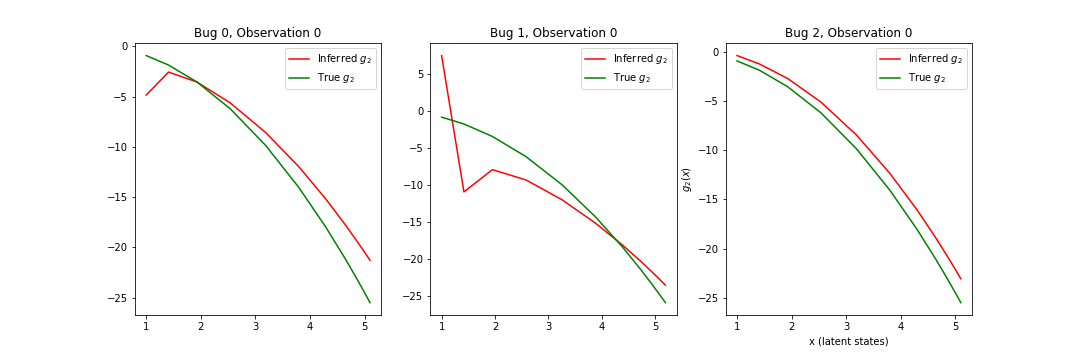 Bug 0, Observation 0
Inferred g₂
True g₂
0
−5
−10
−15
−20
−25
1 2 3 4 5
Bug 1, Observation 0
Inferred g₂
True g₂
5
0
−5
−10
−15
−20
−25
1 2 3 4 5
Bug 2, Observation 0
Inferred g₂
True g₂
g₂(x)
0
−5
−10
−15
−20
−25
1 2 3 4 5
x (latent states)